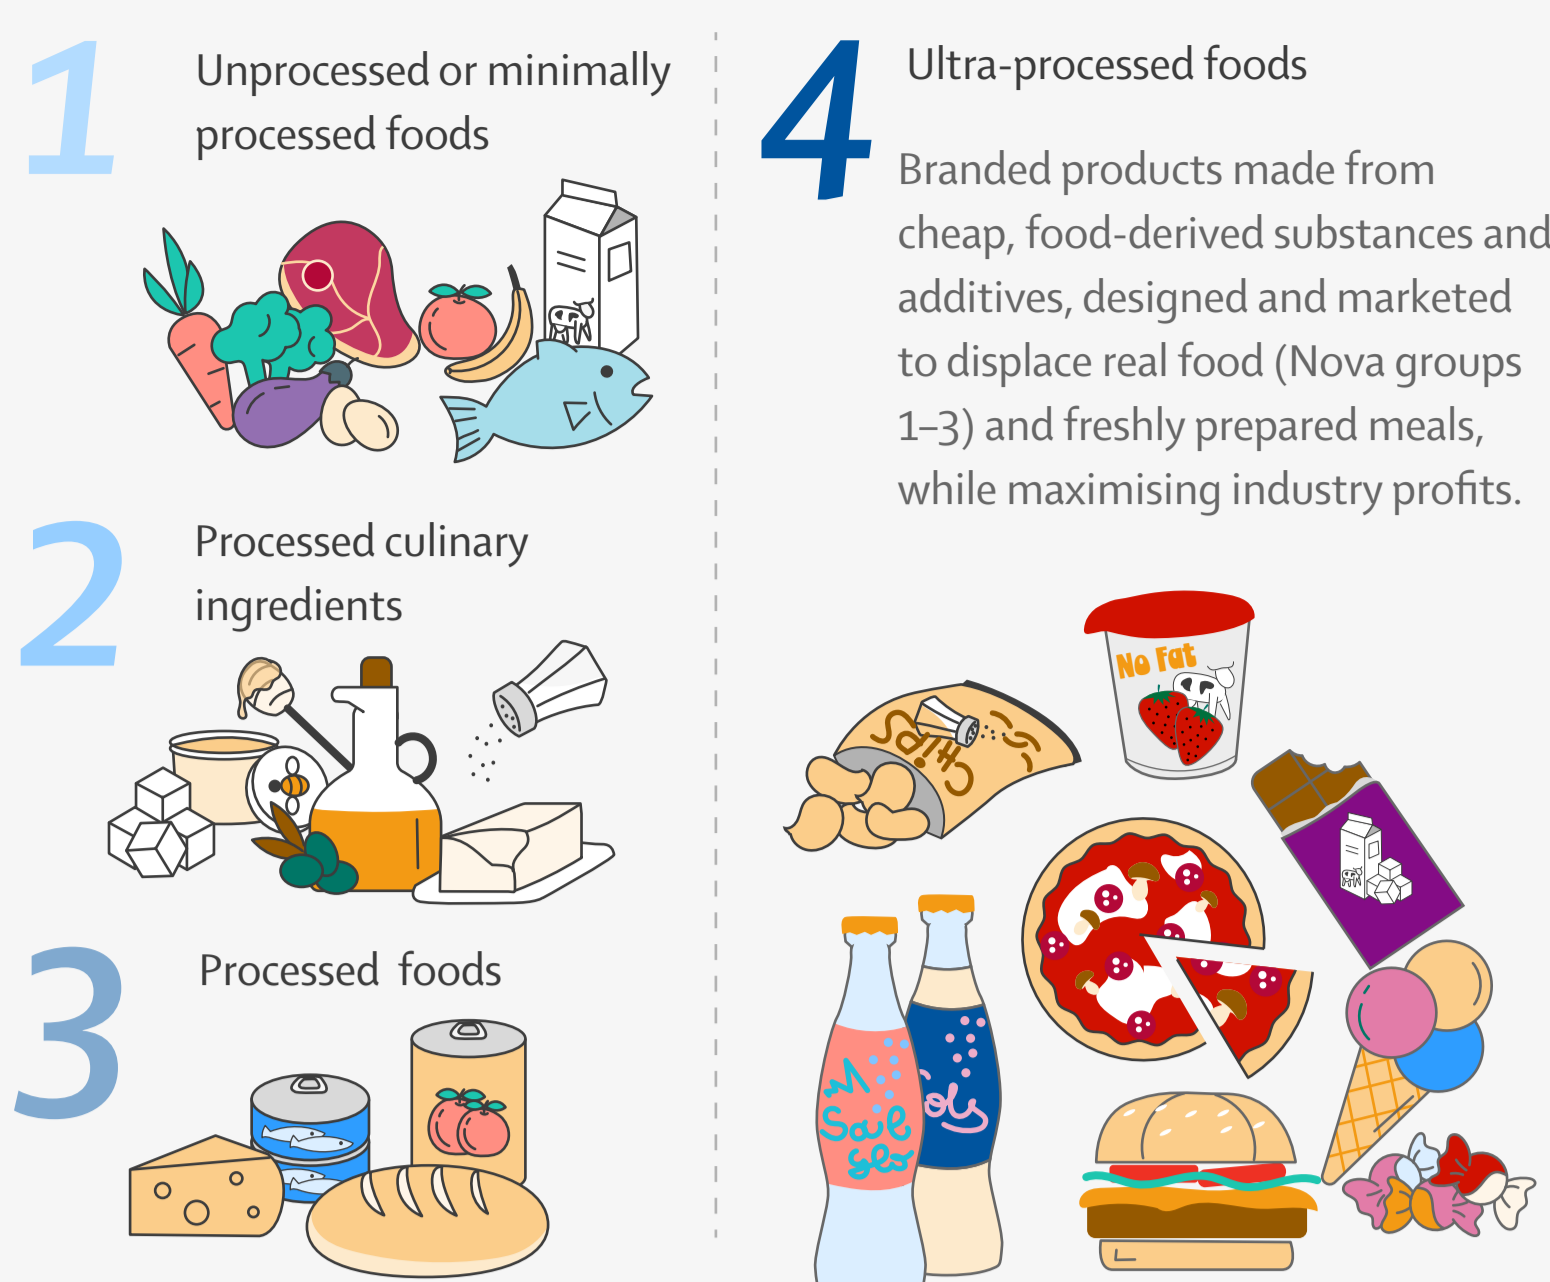 1
Unprocessed or minimally
processed foods
2
Processed culinary
ingredients
3
Processed foods
4
Ultra-processed foods
Branded products made from
cheap, food-derived substances and
additives, designed and marketed
to displace real food (Nova groups
1–3) and freshly prepared meals,
while maximising industry profits.
No Fat
CHiPS